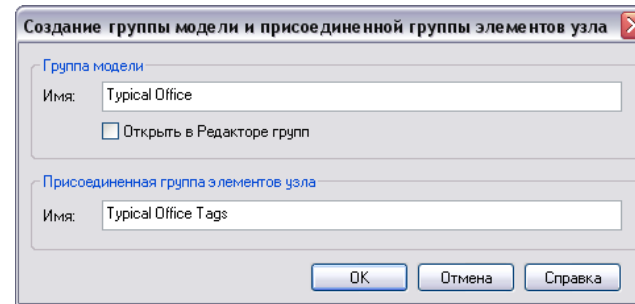 Создание группы модели и присоединенной группы элементов узла
Группа модели
Имя: Typical Office
Открыть в Редакторе групп
Присоединенная группа элементов узла
Имя: Typical Office Tags
OK Отмена Справка